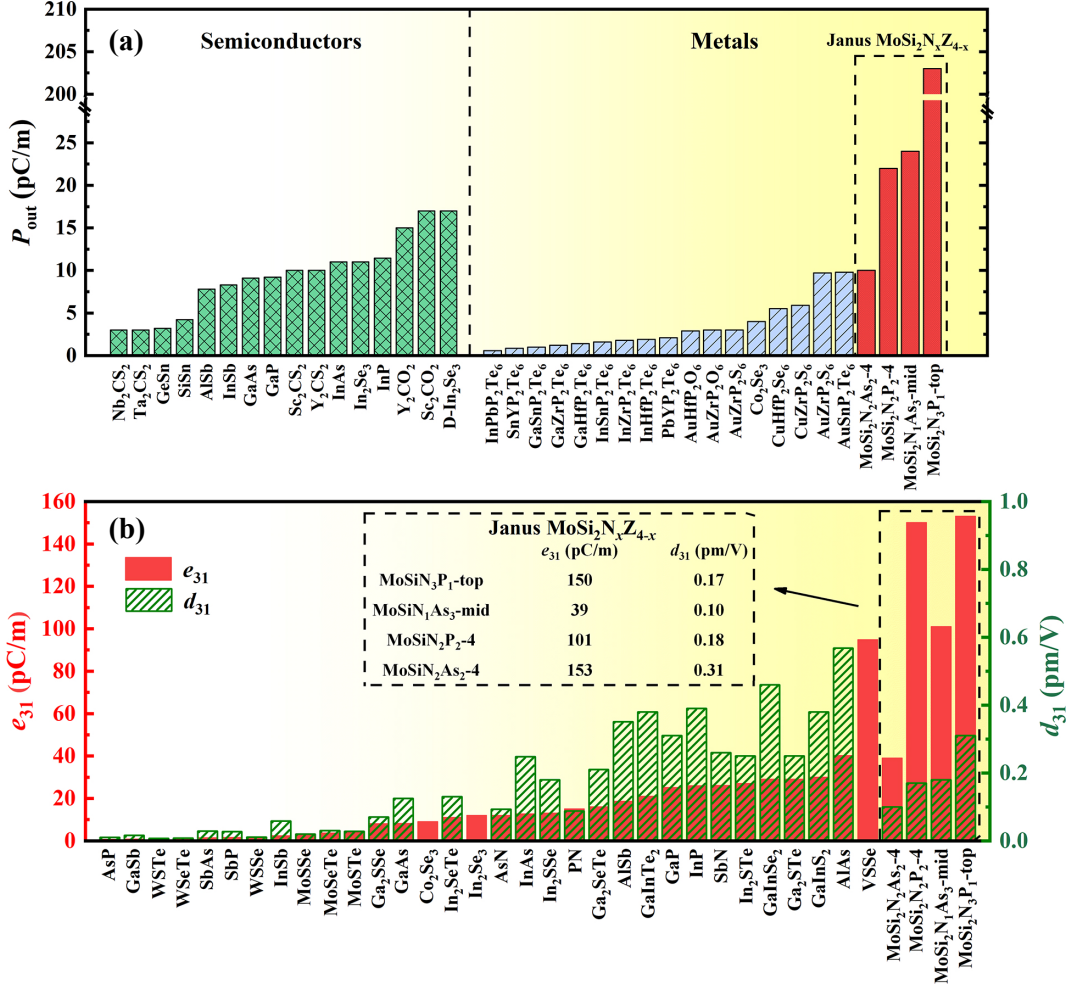 210
(a)
Semiconductors
Metals
Janus MoSi₂NₓZ₄₋ₓ
205
200
25
20
15
10
5
0
P_out (pC/m)
Nb₂CS₂
Ta₂CS₂
GeSn
SiSn
AlSb
InSb
GaAs
GaP
Sc₂CS₂
Y₂CS₂
InAs
In₂Se₃
InP
Y₂CO₂
Sc₂CO₂
D-In₂Se₃
InPbP₂Te₆
SnYP₂Te₆
GaSnP₂Te₆
GaZrP₂Te₆
GaHfP₂Te₆
InSnP₂Te₆
InZrP₂Te₆
InHfP₂Te₆
PbYP₂Te₆
AuHfP₂O₆
AuZrP₂O₆
AuZrP₂S₆
Co₂Se₃
CuHfP₂Se₆
CuZrP₂S₆
AuZrP₂S₆
AuSnP₂Te₆
MoSi₂N₂As₂-4
MoSi₂N₂P₂-4
MoSi₂N₁As₃-mid
MoSi₂N₃P₁-top
(b)
e₃₁
d₃₁
160
140
120
100
80
60
40
20
0
e₃₁ (pC/m)
Janus MoSi₂NₓZ₄₋ₓ
e₃₁ (pC/m) d₃₁ (pm/V)
MoSiN₃P₁-top 150 0.17
MoSiN₁As₃-mid 39 0.10
MoSiN₂P₂-4 101 0.18
MoSiN₂As₂-4 153 0.31
1.0
0.8
0.6
0.4
0.2
0.0
d₃₁ (pm/V)
AsP
GaSb
WSTe
WSeTe
SbAs
SbP
WSSe
InSb
MoSSe
MoSeTe
MoSTe
Ga₂SSe
GaAs
Co₂Se₃
In₂SeTe
In₂Se₃
AsN
InAs
In₂SSe
PN
Ga₂SeTe
AlSb
GaInTe₂
GaP
InP
SbN
In₂STe
GaInSe₂
Ga₂STe
GaInS₂
AlAs
VSSe
MoSi₂N₂As₂-4
MoSi₂N₂P₂-4
MoSi₂N₁As₃-mid
MoSi₂N₃P₁-top